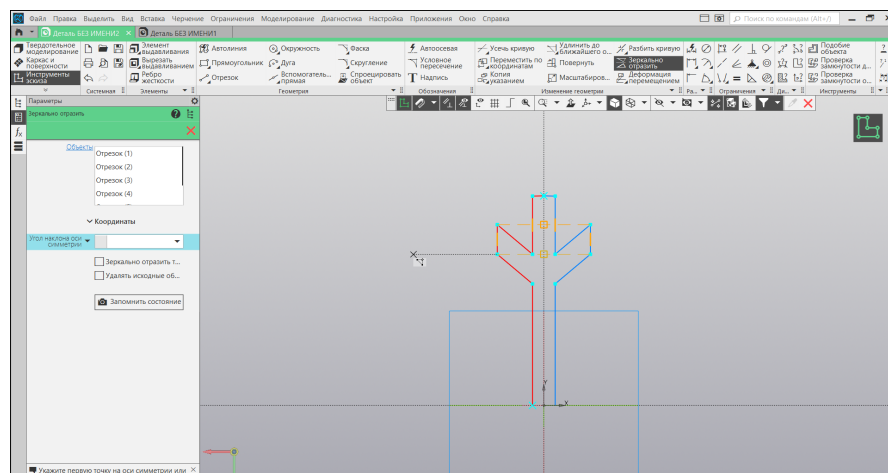 Файл Правка Выделить Вид Вставка Черчение Ограничения Моделирование Диагностика Настройка Приложения Окно Справка
Поиск по командам (Alt+/)
Деталь БЕЗ ИМЕНИ2
Деталь БЕЗ ИМЕНИ1
Твердотельное моделирование
Каркас и поверхности
Инструменты эскиза
Системная
Элемент выдавливания
Вырезать выдавливанием
Ребро жесткости
Элементы
Автолиния
Окружность
Фаска
Прямоугольник
Дуга
Скругление
Отрезок
Вспомогатель... прямая
Спроецировать объект
Геометрия
Автоосевая
Условное пересечение
Надпись
Обозначения
Усечь кривую
Удлинить до ближайшего о...
Разбить кривую
Переместить по координатам
Повернуть
Зеркально отразить
Копия указанием
Масштабиров...
Деформация перемещением
Изменение геометрии
Ра...
Ограничения
Ди...
Подобие объекта
Проверка замкнутости д...
Проверка замкнутости о...
Инструменты
Параметры
Зеркально отразить
Объекты
Отрезок (1)
Отрезок (2)
Отрезок (3)
Отрезок (4)
Координаты
Угол наклона оси симметрии
Зеркально отразить т...
Удалять исходные об...
Запомнить состояние
Y
X
Укажите первую точку на оси симметрии или